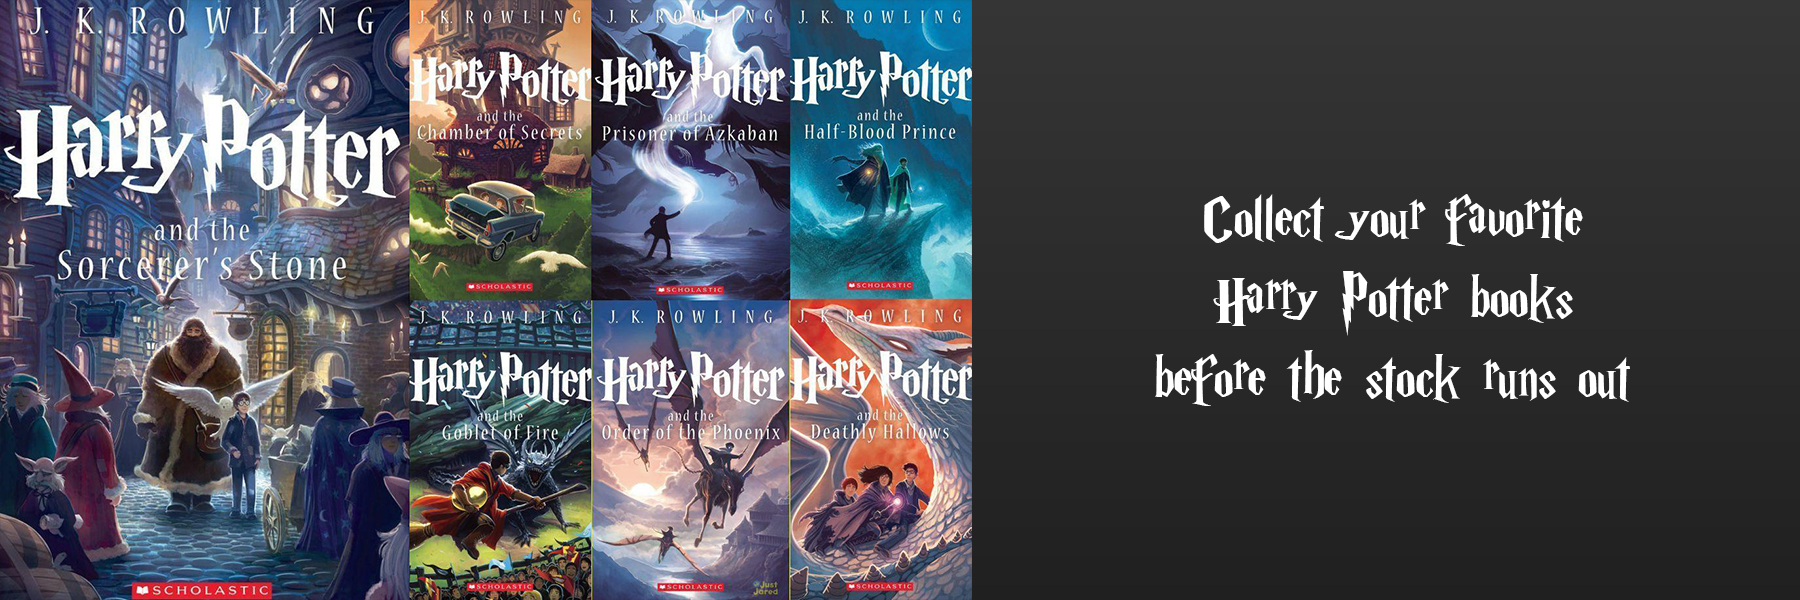 J. K. ROWLING
Harry Potter
and the
Sorcerer's Stone
SCHOLASTIC
J. K. ROWLING
Harry Potter
and the
Chamber of Secrets
SCHOLASTIC
J. K. ROWLING
Harry Potter
and the
Prisoner of Azkaban
SCHOLASTIC
J. K. ROWLING
Harry Potter
and the
Half-Blood Prince
SCHOLASTIC
J. K. ROWLING
Harry Potter
and the
Goblet of Fire
SCHOLASTIC
J. K. ROWLING
Harry Potter
and the
Order of the Phoenix
SCHOLASTIC
Just
Jared
J. K. ROWLING
Harry Potter
and the
Deathly Hallows
SCHOLASTIC
Collect your favorite
Harry Potter books
before the stock runs out